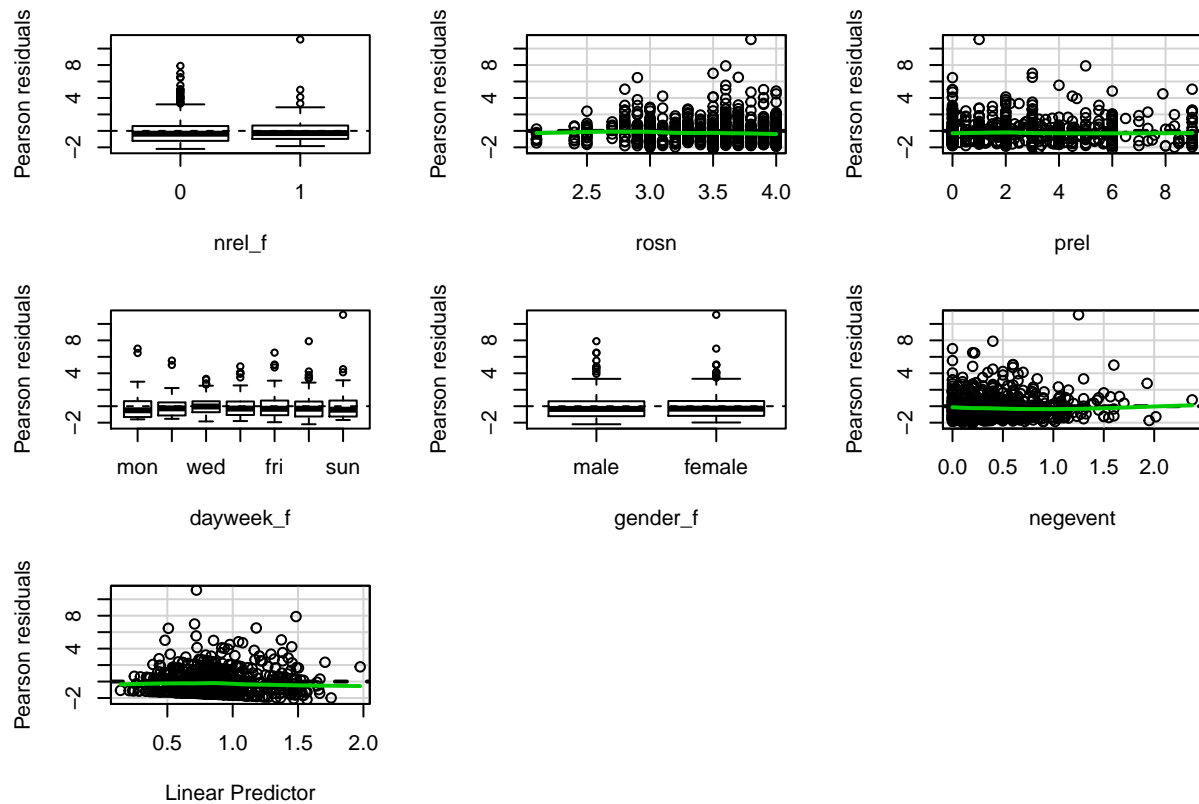 Pearson residuals
8
4
−2
0 1
nrel_f
Pearson residuals
8
4
−2
2.5 3.0 3.5 4.0
rosn
Pearson residuals
8
4
−2
0 2 4 6 8
prel
Pearson residuals
8
4
−2
mon wed fri sun
dayweek_f
Pearson residuals
8
4
−2
male female
gender_f
Pearson residuals
8
4
−2
0.0 0.5 1.0 1.5 2.0
negevent
Pearson residuals
8
4
−2
0.5 1.0 1.5 2.0
Linear Predictor